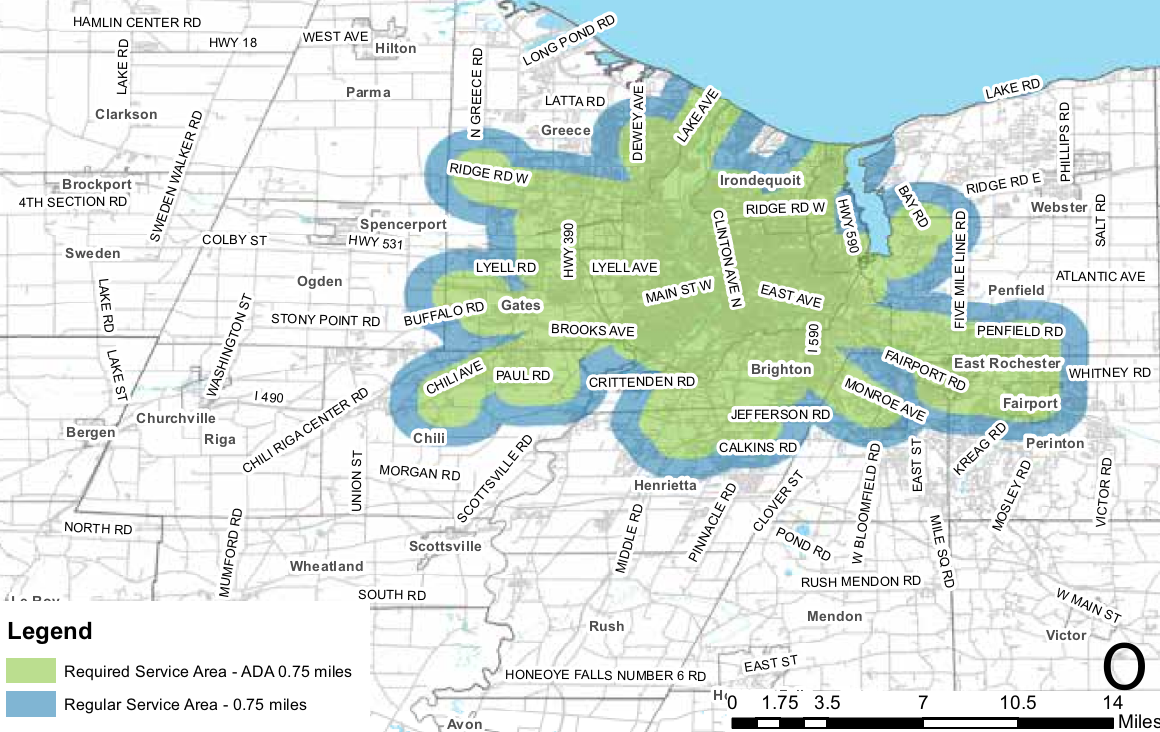 HAMLIN CENTER RD
HWY 18
WEST AVE
Hilton
LONG POND RD
LAKE RD
N GREECE RD
Parma
LATTA RD
DEWEY AVE
LAKE AVE
LAKE RD
Clarkson
Greece
PHILLIPS RD
SWEDEN WALKER RD
RIDGE RD W
Irondequoit
RIDGE RD E
Brockport
4TH SECTION RD
RIDGE RD W
BAY RD
Webster
SALT RD
Spencerport
HWY 531
COLBY ST
HWY 390
CLINTON AVE N
HWY 590
FIVE MILE LINE RD
Sweden
LYELL RD
LYELL AVE
ATLANTIC AVE
Ogden
MAIN ST W
EAST AVE
Penfield
LAKE RD
WASHINGTON ST
STONY POINT RD
BUFFALO RD
Gates
BROOKS AVE
I 590
PENFIELD RD
LAKE ST
CHILI AVE
PAUL RD
CRITTENDEN RD
Brighton
FAIRPORT RD
East Rochester
WHITNEY RD
I 490
MONROE AVE
Fairport
Churchville
CHILI RIGA CENTER RD
JEFFERSON RD
Bergen
Riga
Chili
CALKINS RD
Perinton
UNION ST
MORGAN RD
SCOTTSVILLE RD
Henrietta
W BLOOMFIELD RD
EAST ST
KREAG RD
MOSLEY RD
VICTOR RD
NORTH RD
MUMFORD RD
MIDDLE RD
PINNACLE RD
CLOVER ST
Scottsville
POND RD
MILE SQ RD
Wheatland
SOUTH RD
RUSH MENDON RD
W MAIN ST
Rush
Mendon
Victor
Legend
Required Service Area - ADA 0.75 miles
Regular Service Area - 0.75 miles
HONEOYE FALLS NUMBER 6 RD
EAST ST
O
Avon
0 1.75 3.5 7 10.5 14
Miles